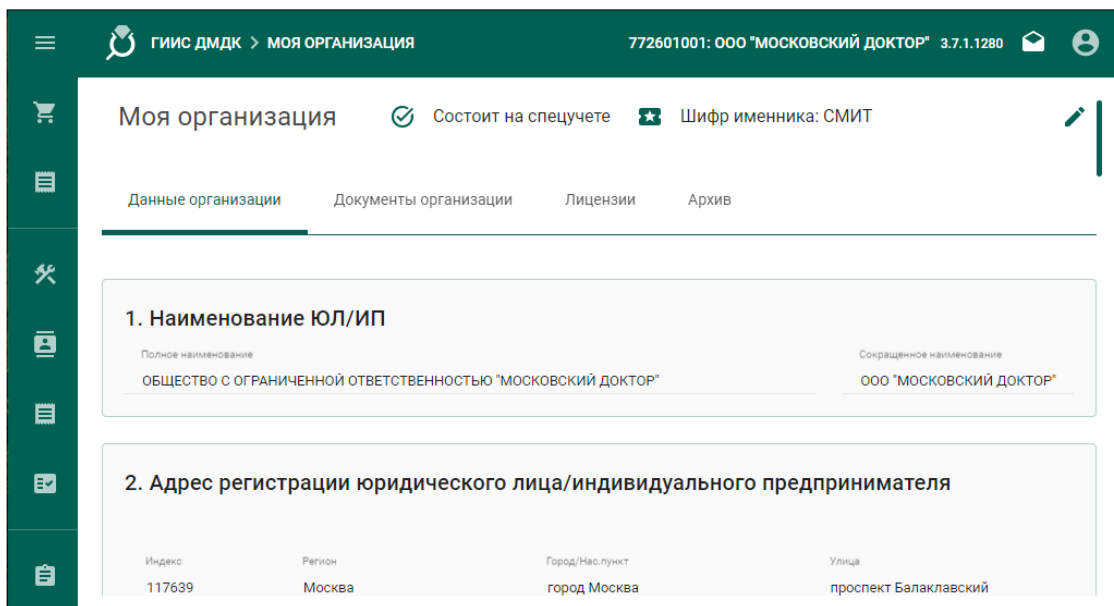 ГИИС ДМДК > МОЯ ОРГАНИЗАЦИЯ 772601001: ООО "МОСКОВСКИЙ ДОКТОР" 3.7.1.1280
Моя организация Состоит на спецучете Шифр именника: СМИТ
Данные организации Документы организации Лицензии Архив
1. Наименование ЮЛ/ИП
Полное наименование Сокращенное наименование
ОБЩЕСТВО С ОГРАНИЧЕННОЙ ОТВЕТСТВЕННОСТЬЮ "МОСКОВСКИЙ ДОКТОР" ООО "МОСКОВСКИЙ ДОКТОР"
2. Адрес регистрации юридического лица/индивидуального предпринимателя
Индекс Регион Город/Нас.пункт Улица
117639 Москва город Москва проспект Балаклавский